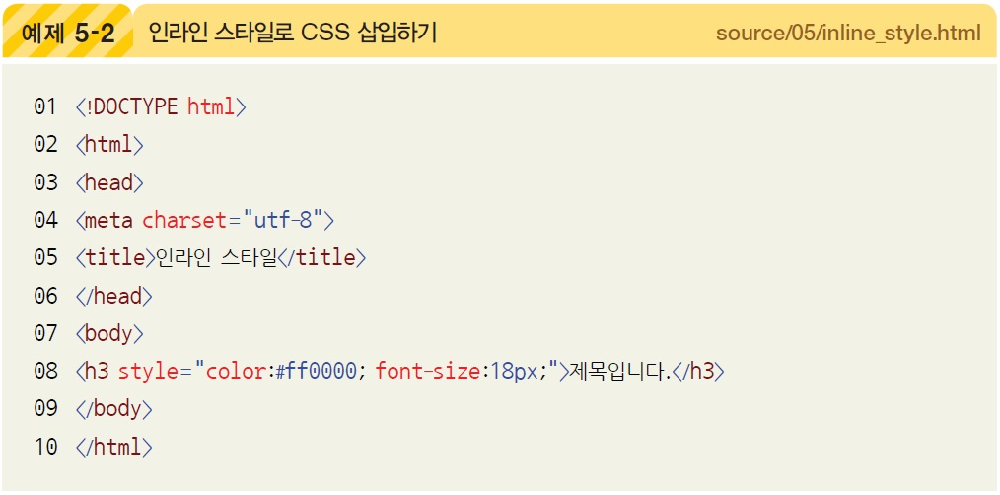 예제 5-2 인라인 스타일로 CSS 삽입하기 source/05/inline_style.html
01 <!DOCTYPE html>
02 <html>
03 <head>
04 <meta charset="utf-8">
05 <title>인라인 스타일</title>
06 </head>
07 <body>
08 <h3 style="color:#ff0000; font-size:18px;">제목입니다.</h3>
09 </body>
10 </html>